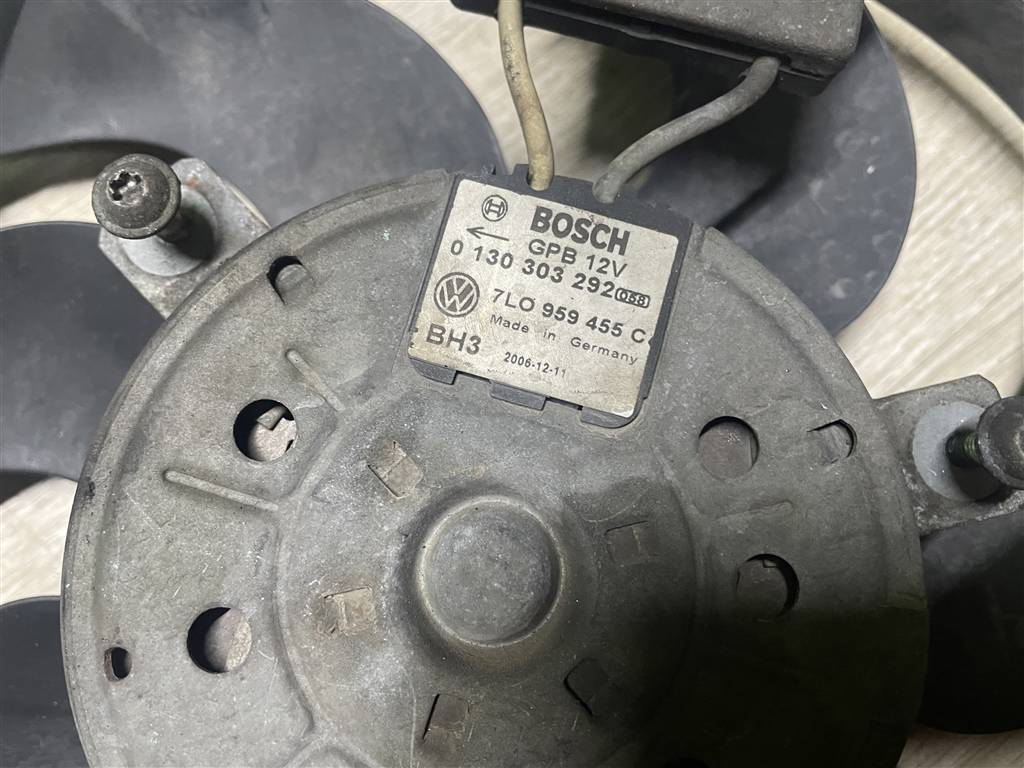 BOSCH
GPB 12V
0 130 303 292 058
7L0 959 455 C
Made in Germany
BH3 2006-12-11